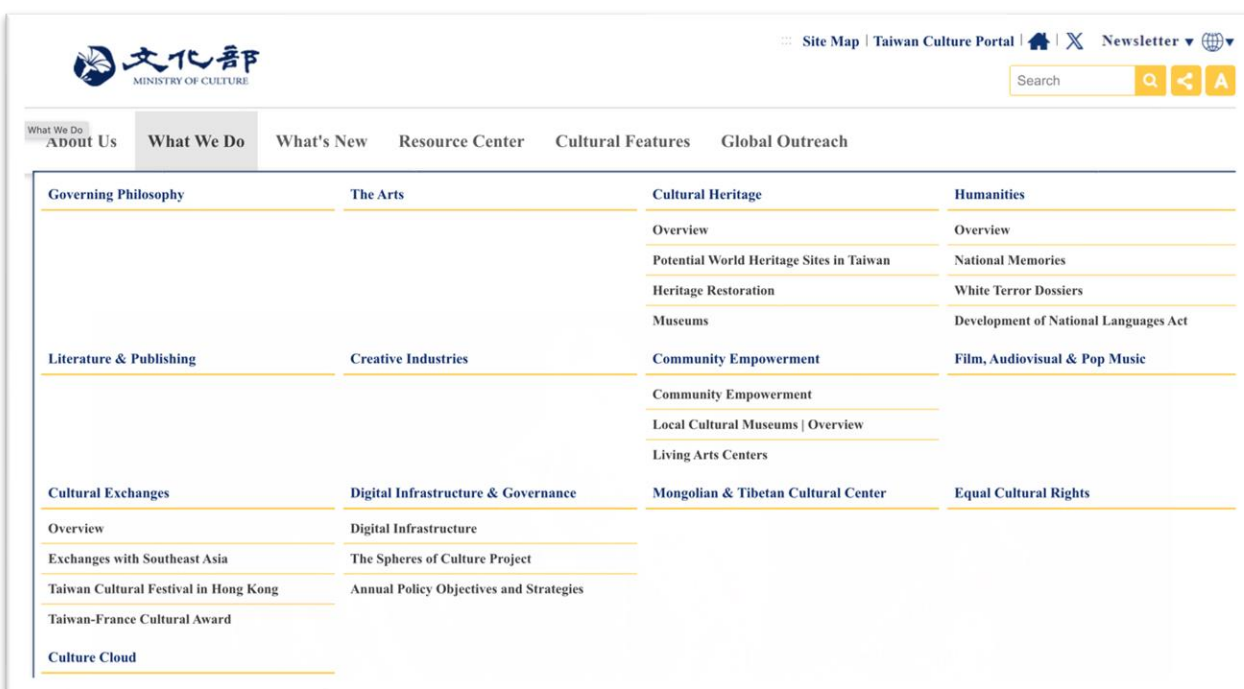 文化部
MINISTRY OF CULTURE
Site Map | Taiwan Culture Portal | | X Newsletter ▼ ▼
Search
A
What We Do
About Us What We Do What's New Resource Center Cultural Features Global Outreach
Governing Philosophy
The Arts
Cultural Heritage
Overview
Potential World Heritage Sites in Taiwan
Heritage Restoration
Museums
Humanities
Overview
National Memories
White Terror Dossiers
Development of National Languages Act
Literature & Publishing
Creative Industries
Community Empowerment
Community Empowerment
Local Cultural Museums | Overview
Living Arts Centers
Film, Audiovisual & Pop Music
Cultural Exchanges
Overview
Exchanges with Southeast Asia
Taiwan Cultural Festival in Hong Kong
Taiwan-France Cultural Award
Digital Infrastructure & Governance
Digital Infrastructure
The Spheres of Culture Project
Annual Policy Objectives and Strategies
Mongolian & Tibetan Cultural Center
Equal Cultural Rights
Culture Cloud